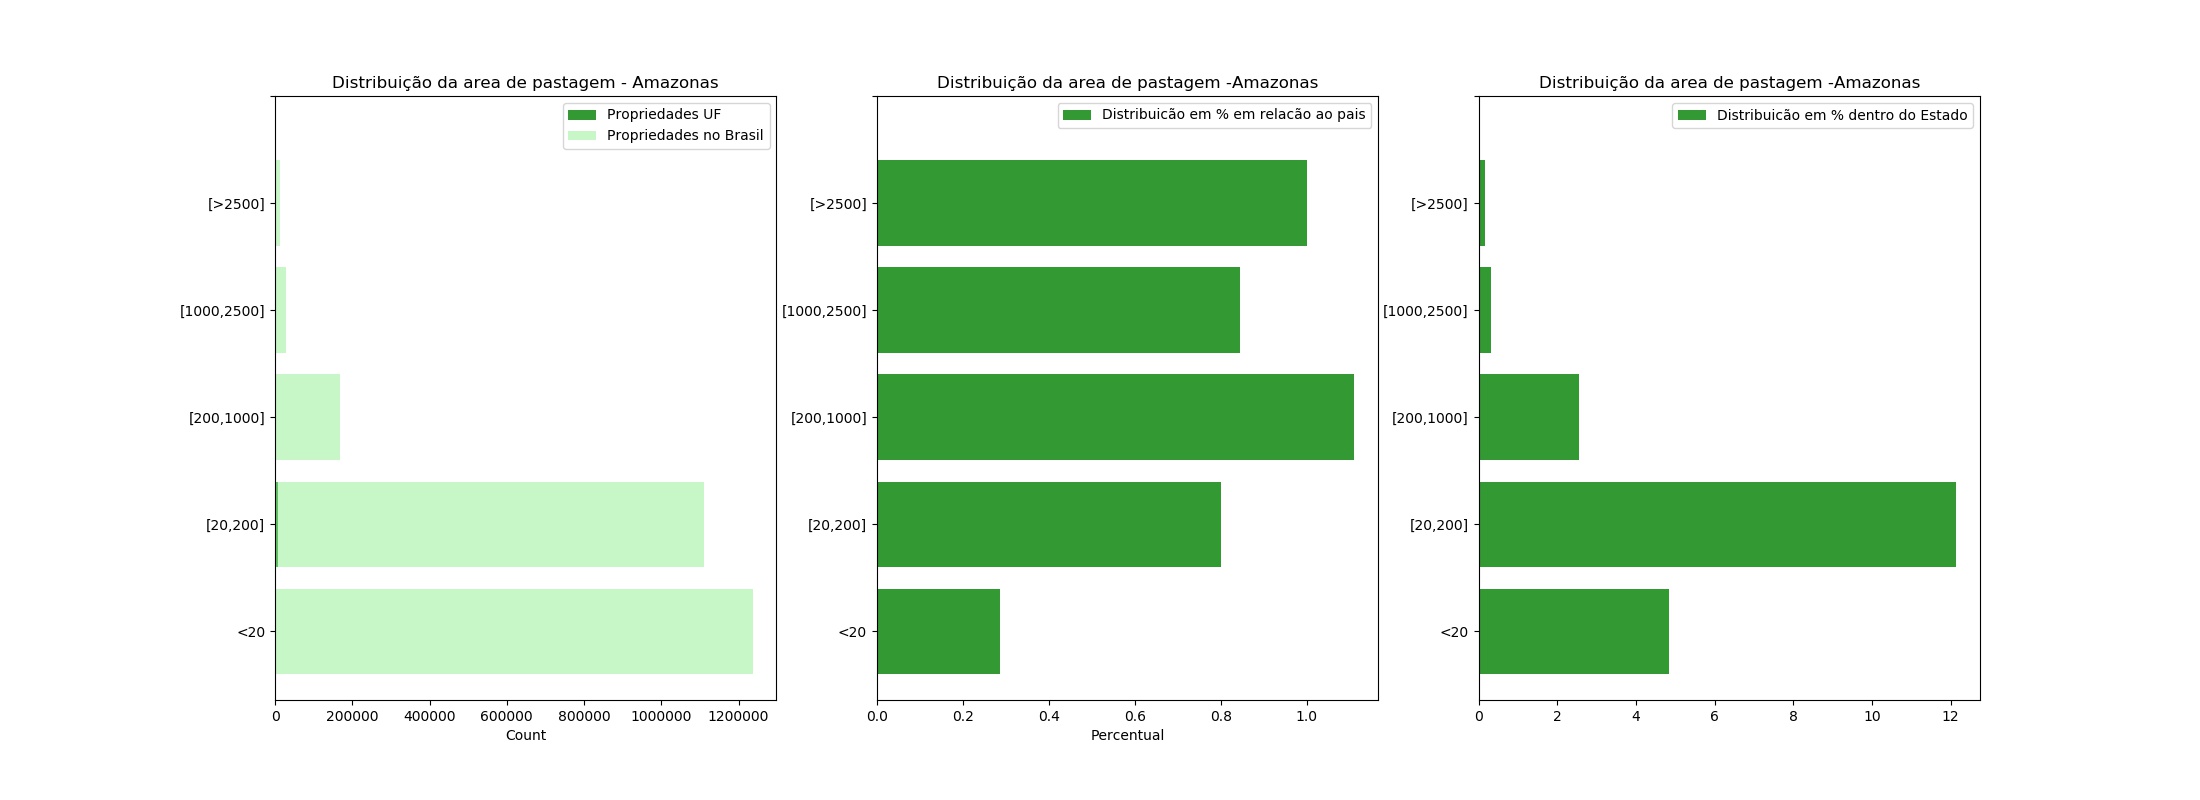 Distribuição da area de pastagem - Amazonas
Propriedades UF
Propriedades no Brasil
[>2500]
[1000,2500]
[200,1000]
[20,200]
<20
0 200000 400000 600000 800000 1000000 1200000
Count
Distribuição da area de pastagem -Amazonas
Distribuicão em % em relacão ao pais
[>2500]
[1000,2500]
[200,1000]
[20,200]
<20
0.0 0.2 0.4 0.6 0.8 1.0
Percentual
Distribuição da area de pastagem -Amazonas
Distribuicão em % dentro do Estado
[>2500]
[1000,2500]
[200,1000]
[20,200]
<20
0 2 4 6 8 10 12